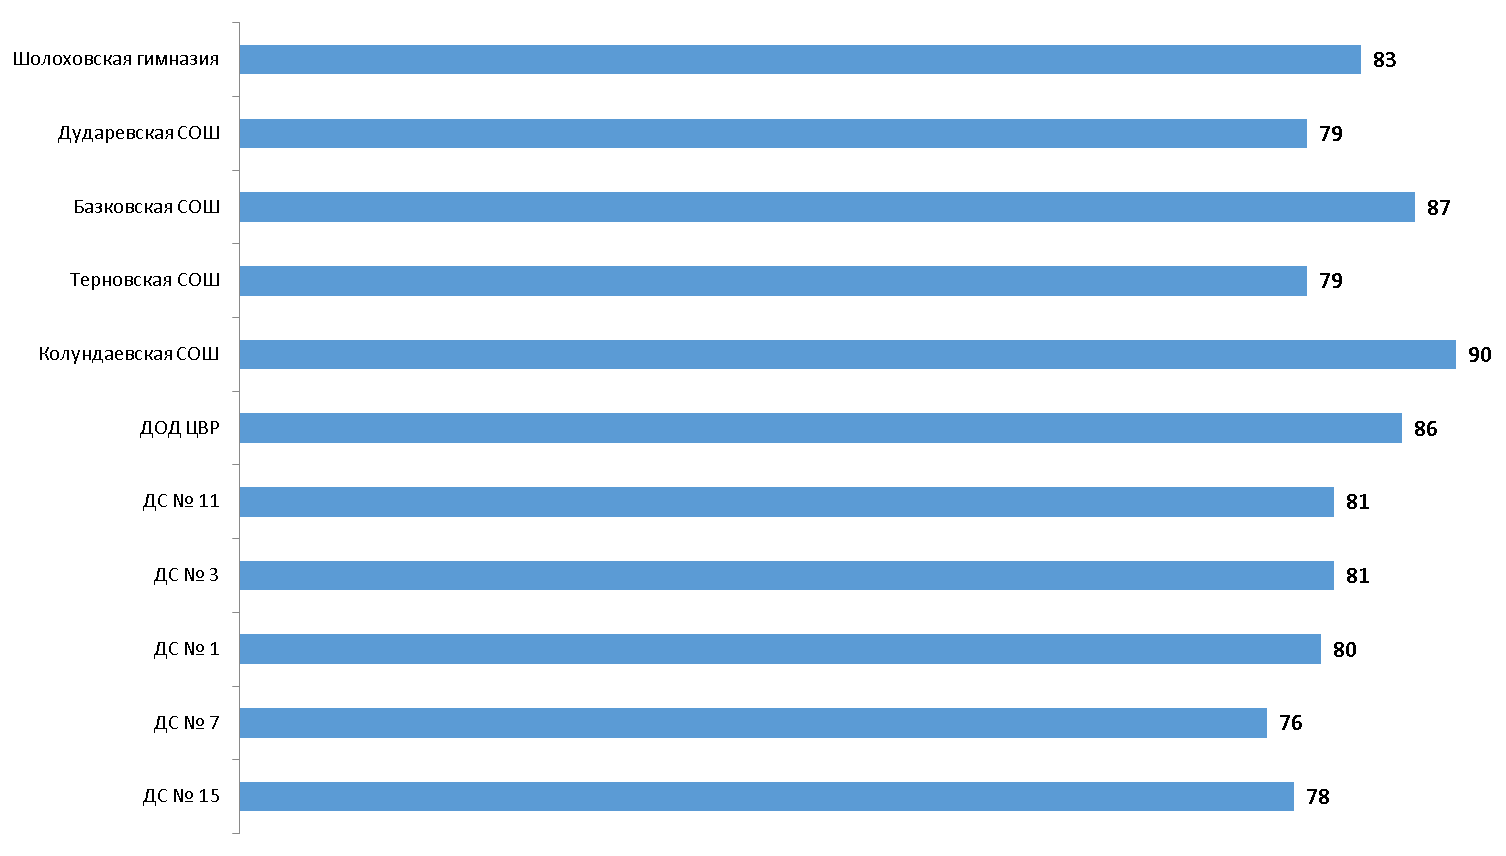 Шолоховская гимназия 83
Дударевская СОШ 79
Базковская СОШ 87
Терновская СОШ 79
Колундаевская СОШ 90
ДОД ЦВР 86
ДС № 11 81
ДС № 3 81
ДС № 1 80
ДС № 7 76
ДС № 15 78